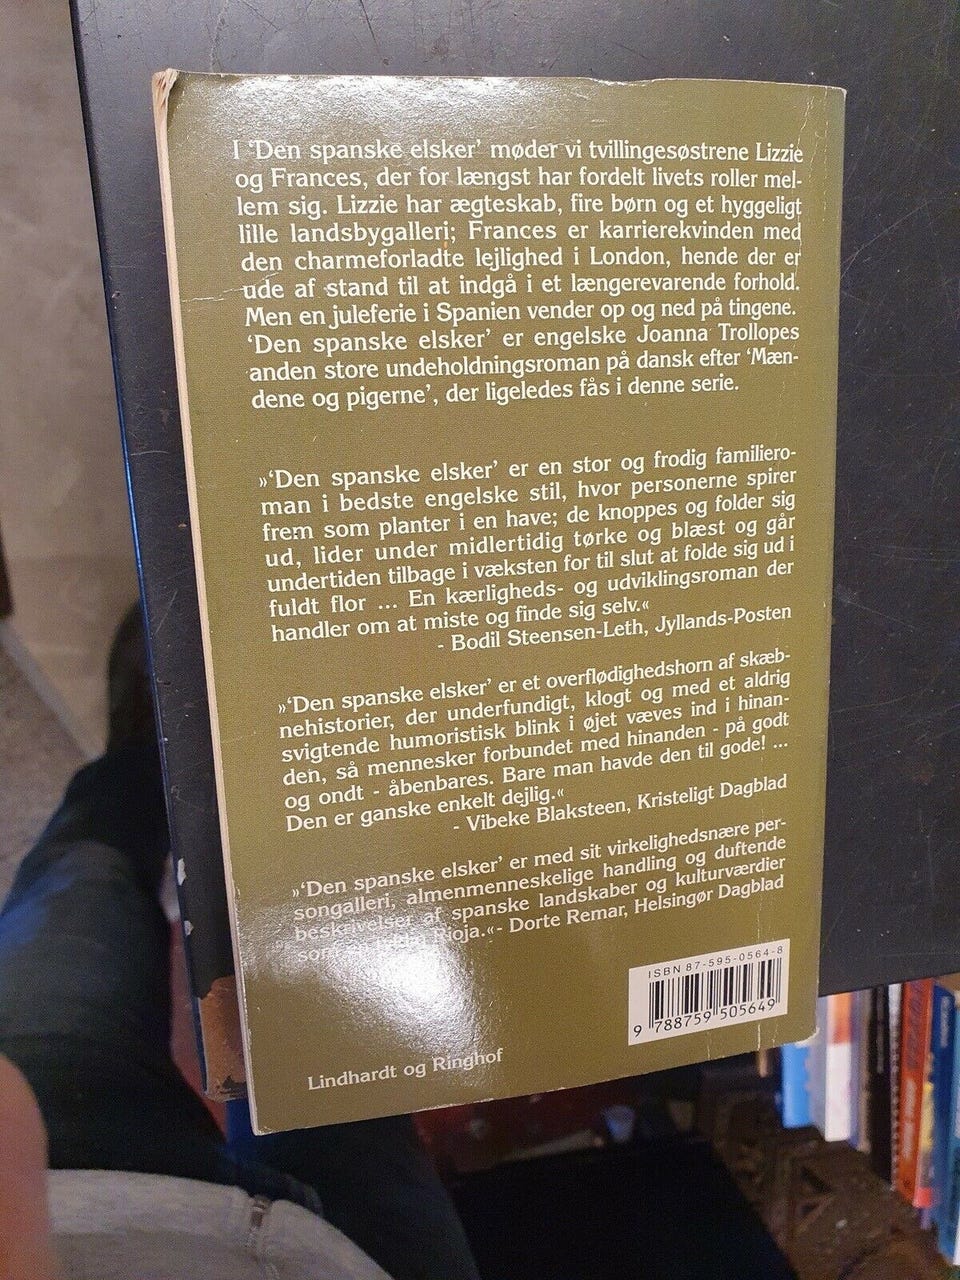 I 'Den spanske elsker' møder vi tvillingesøstrene Lizzie
og Frances, der for længst har fordelt livets roller mel-
lem sig. Lizzie har ægteskab, fire børn og et hyggeligt
lille landsbygalleri; Frances er karrierekvinden med
den charmeforladte lejlighed i London, hende der er
ude af stand til at indgå i et længerevarende forhold.
Men en juleferie i Spanien vender op og ned på tingene.
'Den spanske elsker' er engelske Joanna Trollopes
anden store undeholdningsroman på dansk efter 'Mæn-
dene og pigerne', der ligeledes fås i denne serie.
»'Den spanske elsker' er en stor og frodig familiero-
man i bedste engelske stil, hvor personerne spirer
frem som planter i en have; de knoppes og folder sig
ud, lider under midlertidig tørke og blæst og går
undertiden tilbage i væksten for til slut at folde sig ud i
fuldt flor ... En kærligheds- og udviklingsroman der
handler om at miste og finde sig selv.«
- Bodil Steensen-Leth, Jyllands-Posten
»'Den spanske elsker' er et overflødighedshorn af skæb-
nehistorier, der underfundigt, klogt og med et aldrig
svigtende humoristisk blink i øjet væves ind i hinan-
den, så mennesker forbundet med hinanden - på godt
og ondt - åbenbares. Bare man havde den til gode! ...
Den er ganske enkelt dejlig.«
- Vibeke Blaksteen, Kristeligt Dagblad
»'Den spanske elsker' er med sit virkelighedsnære per-
songalleri, almenmenneskelige handling og duftende
beskrivelser af spanske landskaber og kulturværdier
som en Rioja.«- Dorte Remar, Helsingør Dagblad
ISBN 87-595-0564-8
9 788759 505649
Lindhardt og Ringhof